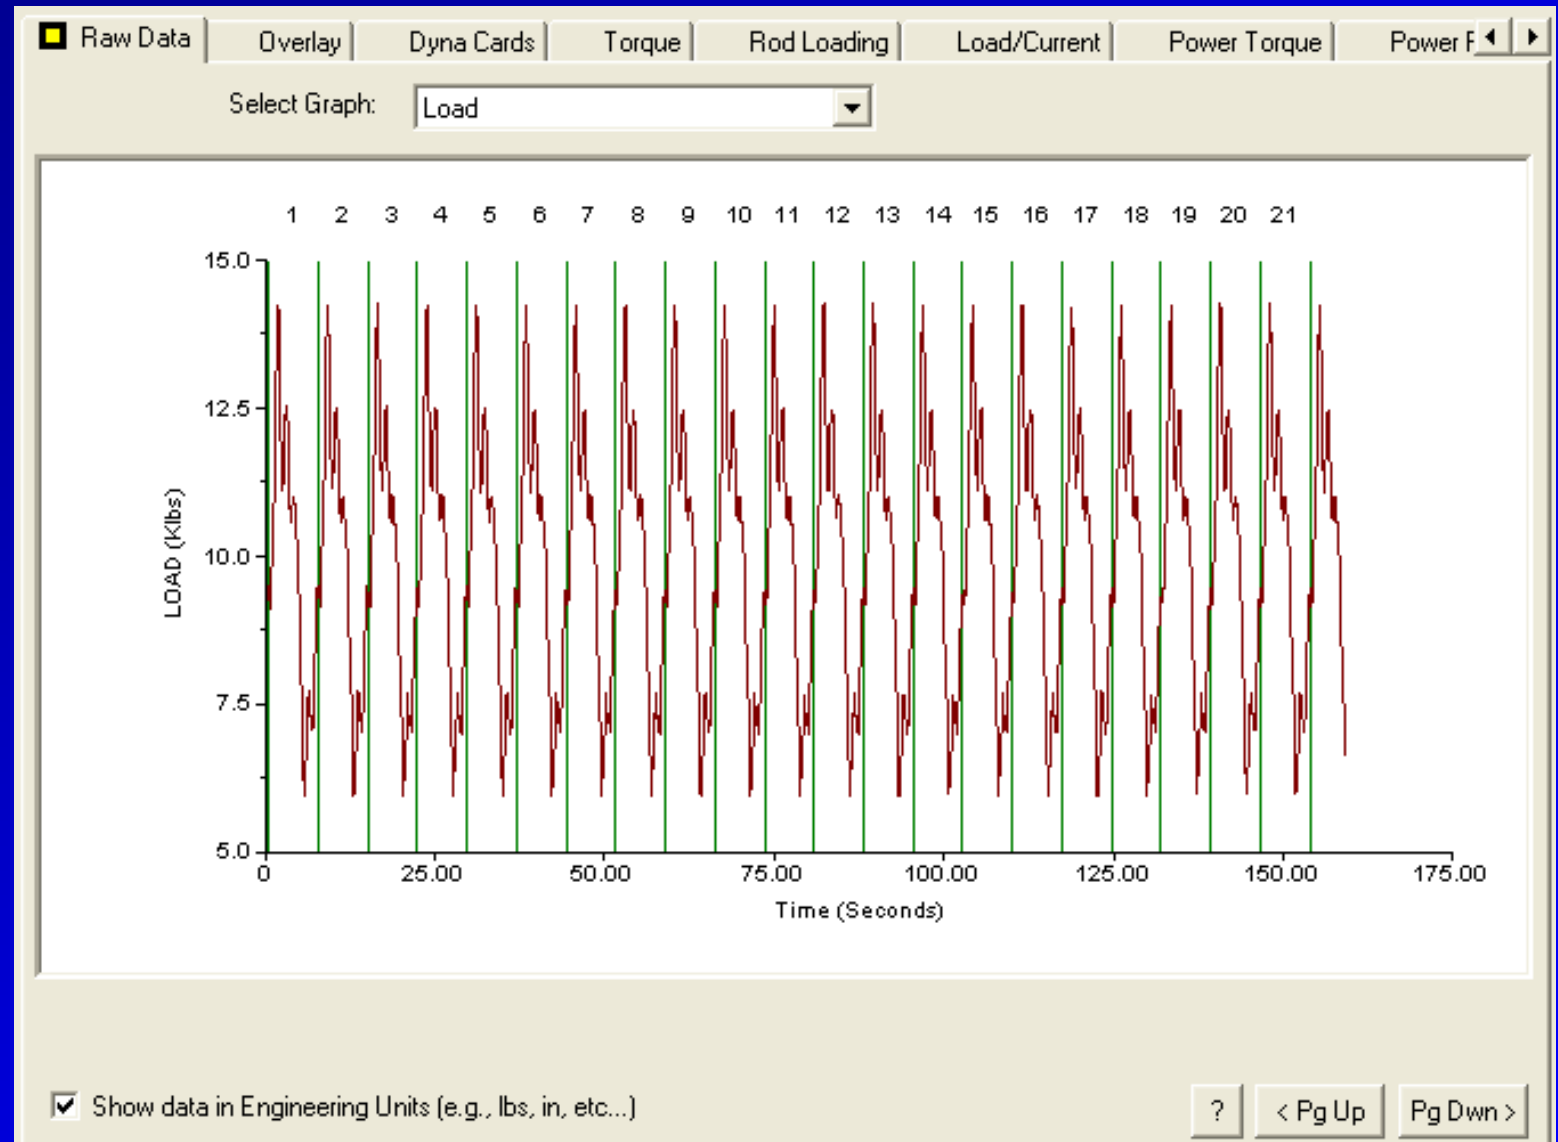 Raw Data Overlay Dyna Cards Torque Rod Loading Load/Current Power Torque Power
Select Graph: Load
1 2 3 4 5 6 7 8 9 10 11 12 13 14 15 16 17 18 19 20 21
15.0
12.5
10.0
7.5
5.0
LOAD (Klbs)
0 25.00 50.00 75.00 100.00 125.00 150.00 175.00
Time (Seconds)
Show data in Engineering Units (e.g., lbs, in, etc...)
? < Pg Up Pg Dwn >